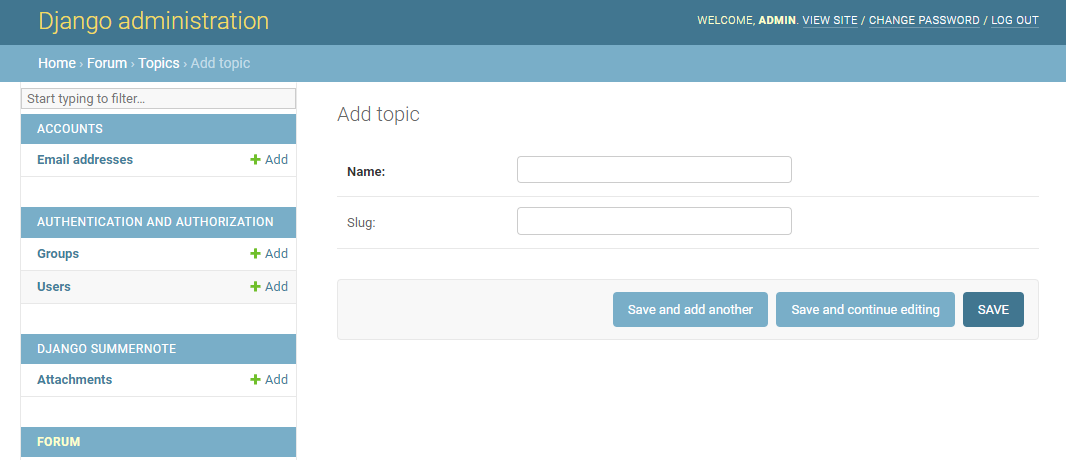 Django administration
WELCOME, ADMIN. VIEW SITE / CHANGE PASSWORD / LOG OUT
Home › Forum › Topics › Add topic
Start typing to filter...
ACCOUNTS
Email addresses Add
AUTHENTICATION AND AUTHORIZATION
Groups Add
Users Add
DJANGO SUMMERNOTE
Attachments Add
FORUM
Add topic
Name:
Slug:
Save and add another Save and continue editing SAVE